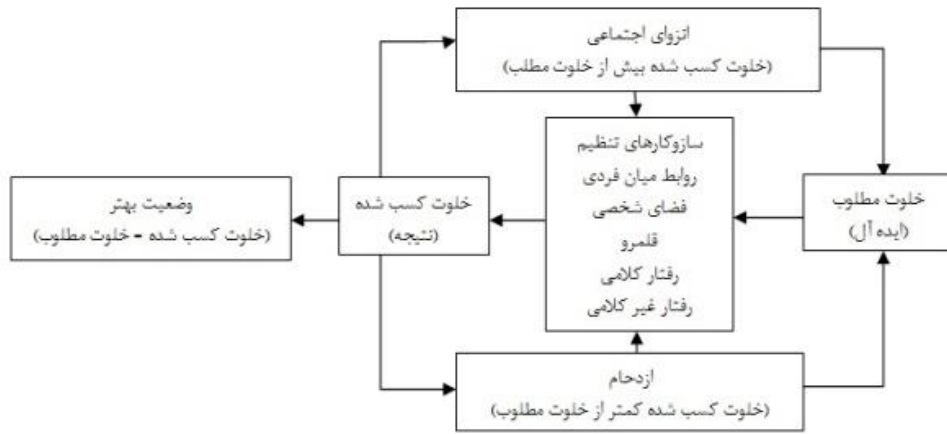 انزوای اجتماعی
(خلوت کسب شده بیش از خلوت مطلب)
سازوکارهای تنظیم
روابط میان فردی
فضای شخصی
قلمرو
رفتار کلامی
رفتار غیر کلامی
خلوت مطلوب
(ایده آل)
خلوت کسب شده
(نتیجه)
وضعیت بهتر
(خلوت کسب شده = خلوت مطلوب)
ازدحام
(خلوت کسب شده کمتر از خلوت مطلوب)